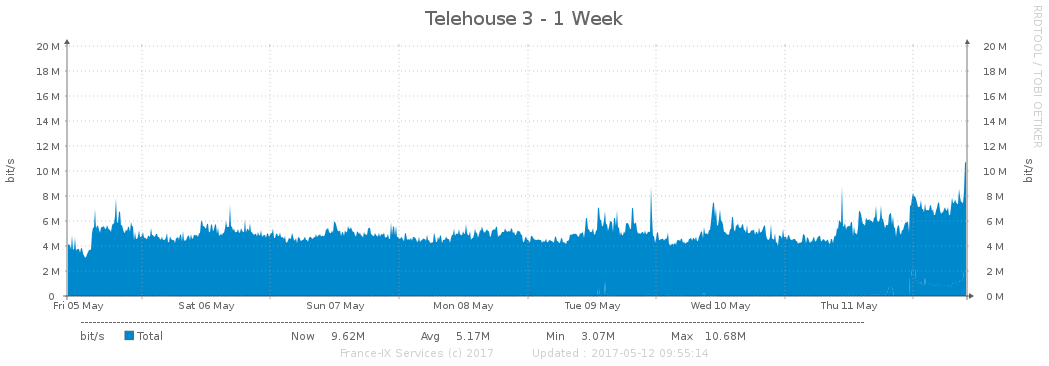 Telehouse 3 - 1 Week
RRDTOOL / TOBI OETIKER
20 M 20 M
18 M 18 M
16 M 16 M
14 M 14 M
12 M 12 M
10 M 10 M
8 M 8 M
6 M 6 M
4 M 4 M
2 M 2 M
0 0 M
bit/s bit/s
Fri 05 May Sat 06 May Sun 07 May Mon 08 May Tue 09 May Wed 10 May Thu 11 May
bit/s Total Now 9.62M Avg 5.17M Min 3.07M Max 10.68M
France-IX Services (c) 2017 Updated : 2017-05-12 09:55:14